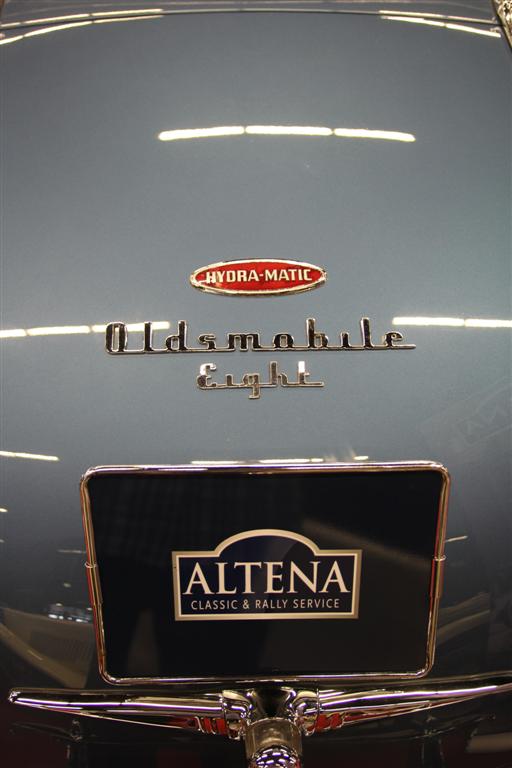 HYDRA-MATIC
Oldsmobile
Eight
ALTENA
CLASSIC & RALLY SERVICE